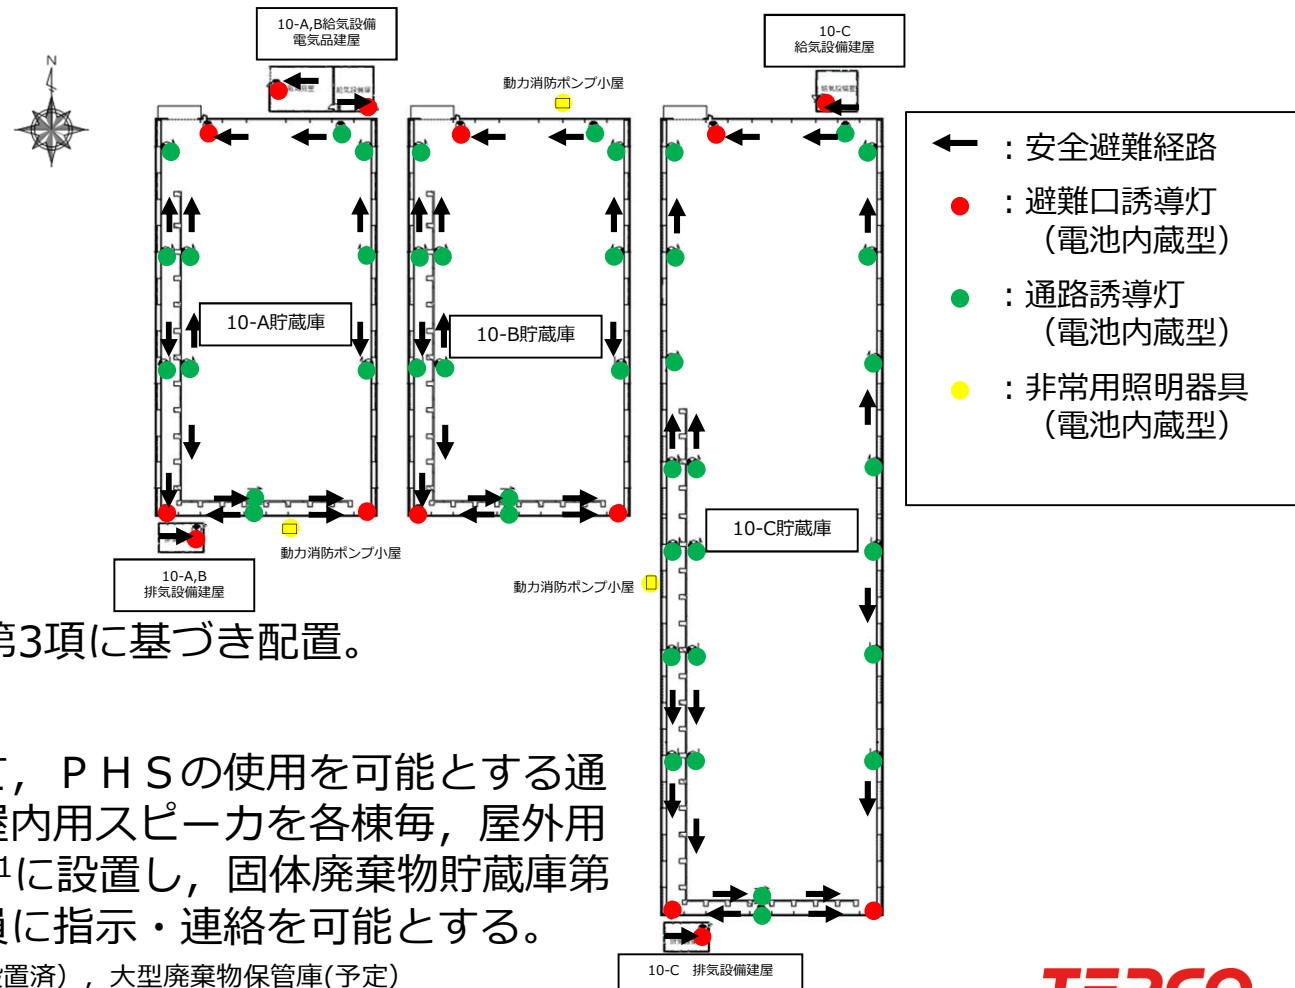 10-A,B給気設備
電気品建屋
10-C
給気設備建屋
N
動力消防ポンプ小屋
:安全避難経路
:避難口誘導灯
(電池内蔵型)
:通路誘導灯
(電池内蔵型)
:非常用照明器具
(電池内蔵型)
10-A貯蔵庫
10-B貯蔵庫
10-C貯蔵庫
動力消防ポンプ小屋
動力消防ポンプ小屋
10-A,B
排気設備建屋
第3項に基づき配置。
て,PHSの使用を可能とする通
屋内用スピーカを各棟毎,屋外用
1に設置し,固体廃棄物貯蔵庫第
員に指示・連絡を可能とする。
設置済),大型廃棄物保管庫(予定)
10-C 排気設備建屋
TEPCO